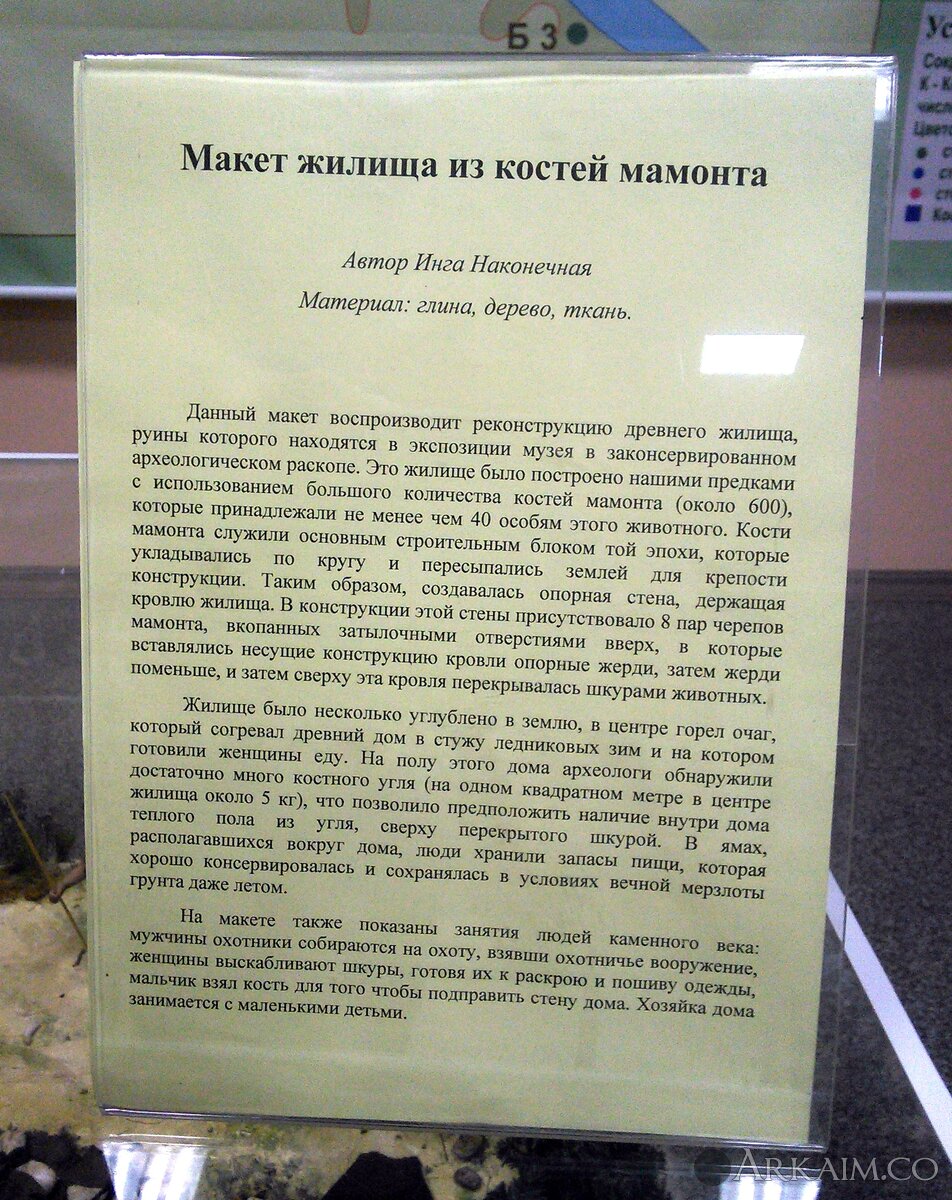 Б 3
Макет жилища из костей мамонта
Автор Инга Наконечная
Материал: глина, дерево, ткань.
Данный макет воспроизводит реконструкцию древнего жилища,
руины которого находятся в экспозиции музея в законсервированном
археологическом раскопе. Это жилище было построено нашими предками
с использованием большого количества костей мамонта (около 600),
которые принадлежали не менее чем 40 особям этого животного. Кости
мамонта служили основным строительным блоком той эпохи, которые
укладывались по кругу и пересыпались землей для крепости
конструкции. Таким образом, создавалась опорная стена, держащая
кровлю жилища. В конструкции этой стены присутствовало 8 пар черепов
мамонта, вкопанных затылочными отверстиями вверх, в которые
вставлялись несущие конструкцию кровли опорные жерди, затем жерди
поменьше, и затем сверху эта кровля перекрывалась шкурами животных.
Жилище было несколько углублено в землю, в центре горел очаг,
который согревал древний дом в стужу ледниковых зим и на котором
готовили женщины еду. На полу этого дома археологи обнаружили
достаточно много костного угля (на одном квадратном метре в центре
жилища около 5 кг), что позволило предположить наличие внутри дома
теплого пола из угля, сверху перекрытого шкурой. В ямах,
располагавшихся вокруг дома, люди хранили запасы пищи, которая
хорошо консервировалась и сохранялась в условиях вечной мерзлоты
грунта даже летом.
На макете также показаны занятия людей каменного века:
мужчины охотники собираются на охоту, взявши охотничье вооружение,
женщины выскабливают шкуры, готовя их к раскрою и пошиву одежды,
мальчик взял кость для того чтобы подправить стену дома. Хозяйка дома
занимается с маленькими детьми.
ARKAIM.CO